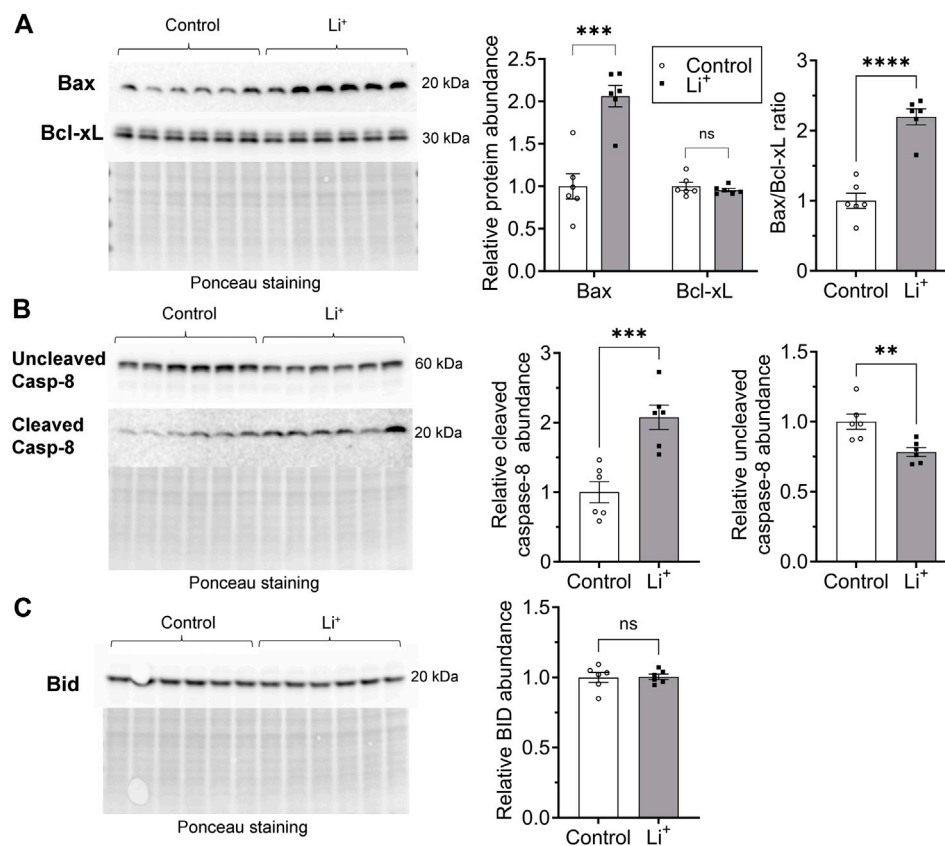 A
Control
Li⁺
Bax
20 kDa
Bcl-xL
30 kDa
Ponceau staining
Relative proteim abundance
2.5
2.0
1.5
1.0
0.5
0.0
***
ns
Control
Li⁺
Bax
Bcl-xL
Bax/Bcl-xL ratio
3
2
1
0
****
Control
Li⁺
B
Control
Li⁺
Uncleaved
Casp-8
60 kDa
Cleaved
Casp-8
20 kDa
Ponceau staining
Relative cleaved
caspase-8 abundance
3
2
1
0
***
Control
Li⁺
Relative uncleaved
caspase-8 abundance
1.5
1.0
0.5
0.0
**
Control
Li⁺
C
Control
Li⁺
Bid
20 kDa
Ponceau staining
Relative BID abundance
1.5
1.0
0.5
0.0
ns
Control
Li⁺